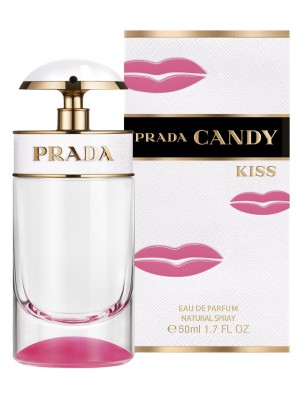 PRADA
PRADA CANDY
KISS
EAU DE PARFUM
NATURAL SPRAY
℮50ml 1.7 FL OZ